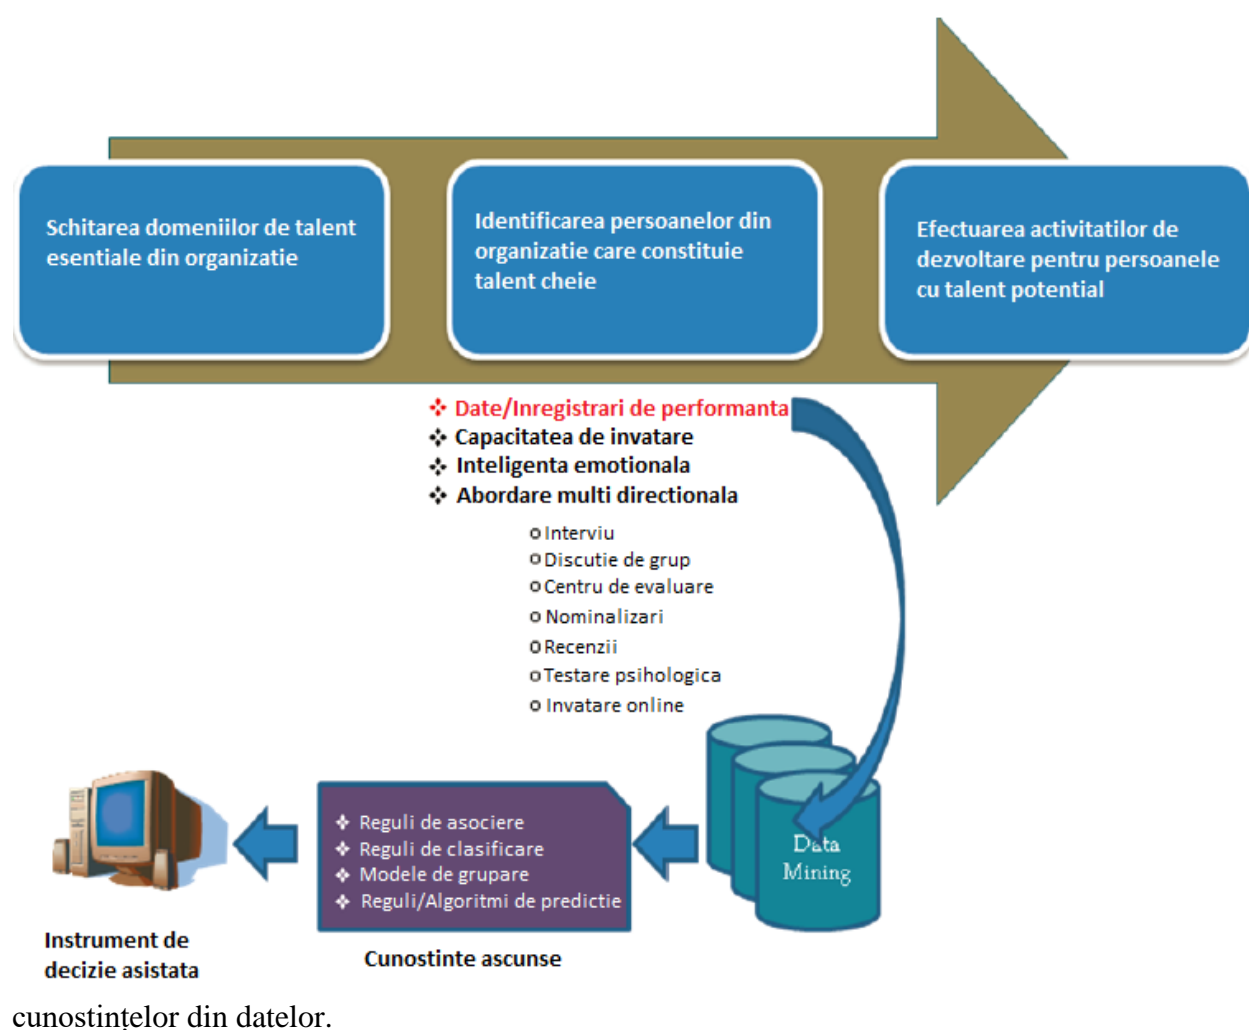 Schitarea domeniilor de talent
esentiale din organizatie
Identificarea persoanelor din
organizatie care constituie
talent cheie
Efectuarea activitatilor de
dezvoltare pentru persoanele
cu talent potential
❖ Date/Inregistrari de performanta
❖ Capacitatea de invatare
❖ Inteligenta emotionala
❖ Abordare multi directionala
o Interviu
o Discutie de grup
o Centru de evaluare
o Nominalizari
o Recenzii
o Testare psihologica
o Invatare online
Data
Mining
❖ Reguli de asociere
❖ Reguli de clasificare
❖ Modele de grupare
❖ Reguli/Algoritmi de predictie
Cunostinte ascunse
Instrument de
decizie asistata
cunostințelor din datelor.